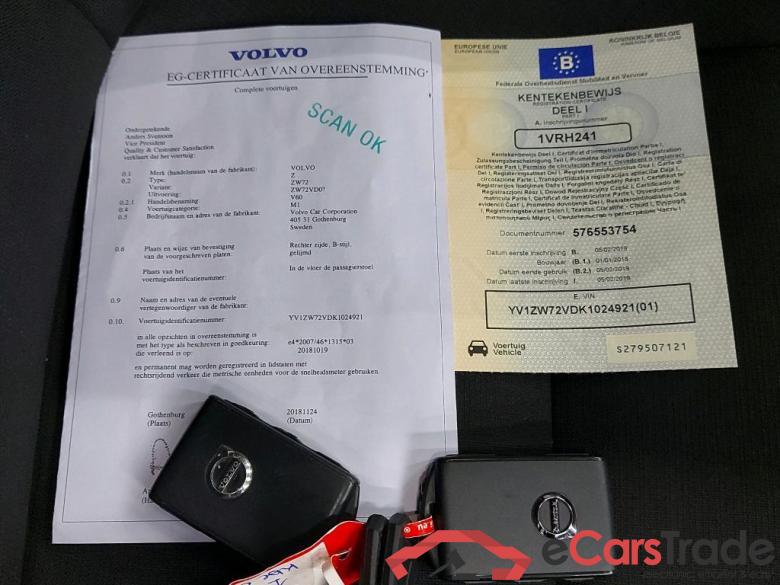 VOLVO
EG-CERTIFICAAT VAN OVEREENSTEMMING
Complete voertuigen
SCAN OK
Ondergetekende
Anders Svensson
Vice President
Quality & Customer Satisfaction
verklaart dat het voertuig:
0.1 Merk (handelsnaam van de fabrikant): VOLVO
0.2 Type: Z
Variante: ZW72
Uitvoering: ZW72VD0?
0.2.1 Handelsbenaming V60
0.4 Voertuigcategorie: M1
0.5 Bedrijfsnaam en adres van de fabrikant: Volvo Car Corporation
405 31 Gothenburg
Sweden
0.6 Plaats en wijze van bevestiging van de voorgeschreven platen: Rechter zijde, B-stijl, gelijmd
Plaats van het voertuigidentificatienummer: In de vloer de passagierstoel
0.9 Naam en adres van de eventuele vertegenwoordiger van de fabrikant:
0.10. Voertuigidentificatienummer: YV1ZW72VDK1024921
in alle opzichten in overeenstemming is
met het type als beschreven in goedkeuring: e4*2007/46*1315*03
die verleend is op: 20181019
en permanent mag worden geregistreerd in lidstaten met
rechtsrijdend verkeer die metrische eenheden voor de snelheidsmeter gebruiken
Gothenburg 20181124
(Plaats) (Datum)
EUROPESE UNIE
EUROPEAN UNION
KONINKRIJK BELGIE
KINGDOM OF BELGIUM
B
Federale Overheidsdienst Mobiliteit en Vervoer
KENTEKENBEWIJS
REGISTRATION CERTIFICATE
DEEL I
PART I
A. Inschrijvingsnummer
1VRH241
Documentnummer 576553754
Datum eerste inschrijving B. 05/02/2019
Bouwjaar (B.1.) 01/01/2019
Datum eerste gebruik (B.2.) 05/02/2019
Datum laatste inschrijving I. 05/02/2019
E. VIN
YV1ZW72VDK1024921(01)
Voertuig
Vehicle
S279507121
VOLVO
VOLVO
eCarsTrade